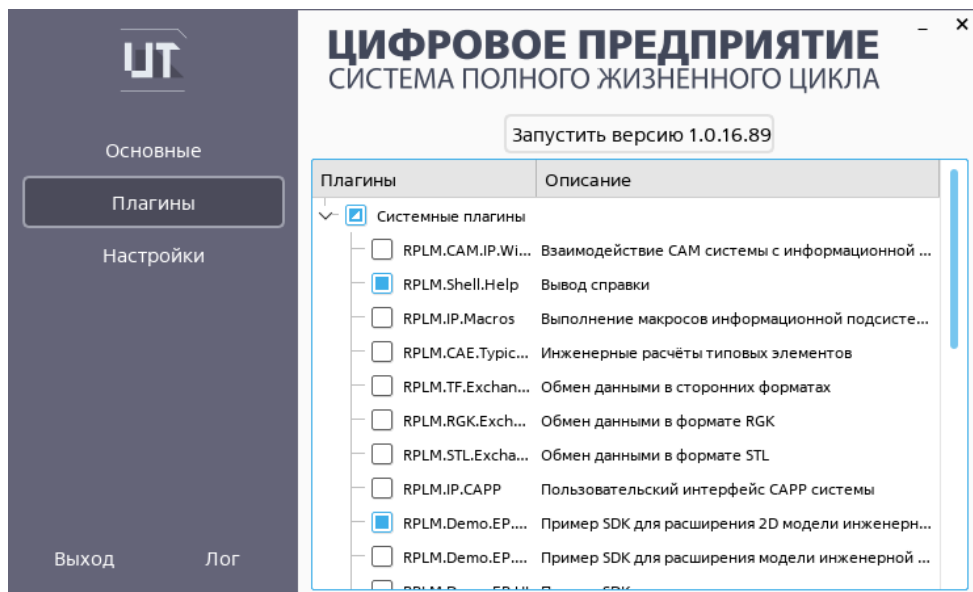 ЦИФРОВОЕ ПРЕДПРИЯТИЕ
СИСТЕМА ПОЛНОГО ЖИЗНЕННОГО ЦИКЛА
Запустить версию 1.0.16.89
Основные
Плагины
Настройки
Выход
Лог
Плагины Описание
Системные плагины
RPLM.CAM.IP.Wi... Взаимодействие CAM системы с информационной ...
RPLM.Shell.Help Вывод справки
RPLM.IP.Macros Выполнение макросов информационной подсисте...
RPLM.CAE.Typic... Инженерные расчёты типовых элементов
RPLM.TF.Exchan... Обмен данными в сторонних форматах
RPLM.RGK.Exch... Обмен данными в формате RGK
RPLM.STL.Excha... Обмен данными в формате STL
RPLM.IP.CAPP Пользовательский интерфейс CAPP системы
RPLM.Demo.EP.... Пример SDK для расширения 2D модели инженерн...
RPLM.Demo.EP.... Пример SDK для расширения модели инженерной ...